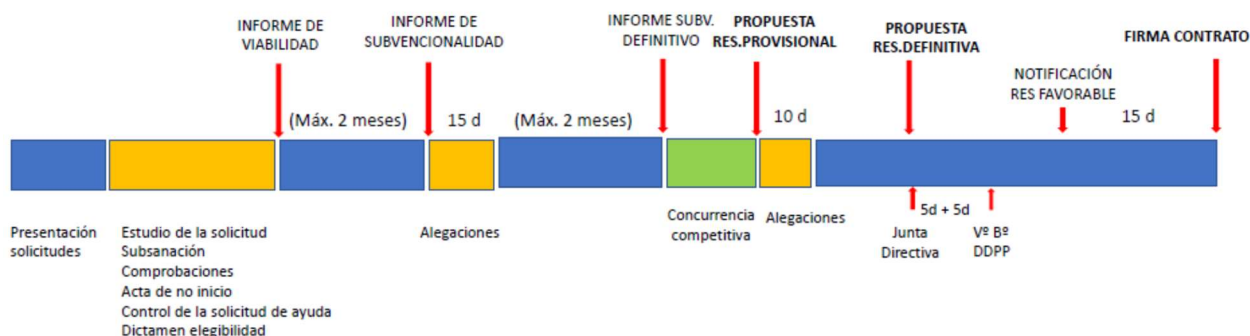 INFORME DE
VIABILIDAD
INFORME DE
SUBVENCIONALIDAD
INFORME SUBV.
DEFINITIVO
PROPUESTA
RES.PROVISIONAL
PROPUESTA
RES.DEFINITIVA
FIRMA CONTRATO
NOTIFICACIÓN
RES FAVORABLE
(Máx. 2 meses)
15 d
(Máx. 2 meses)
10 d
15 d
Presentación
solicitudes
Estudio de la solicitud
Subsanación
Comprobaciones
Acta de no inicio
Control de la solicitud de ayuda
Dictamen elegibilidad
Alegaciones
Concurrencia
competitiva
Alegaciones
5d + 5d
Junta
Directiva
Vº Bº
DDPP